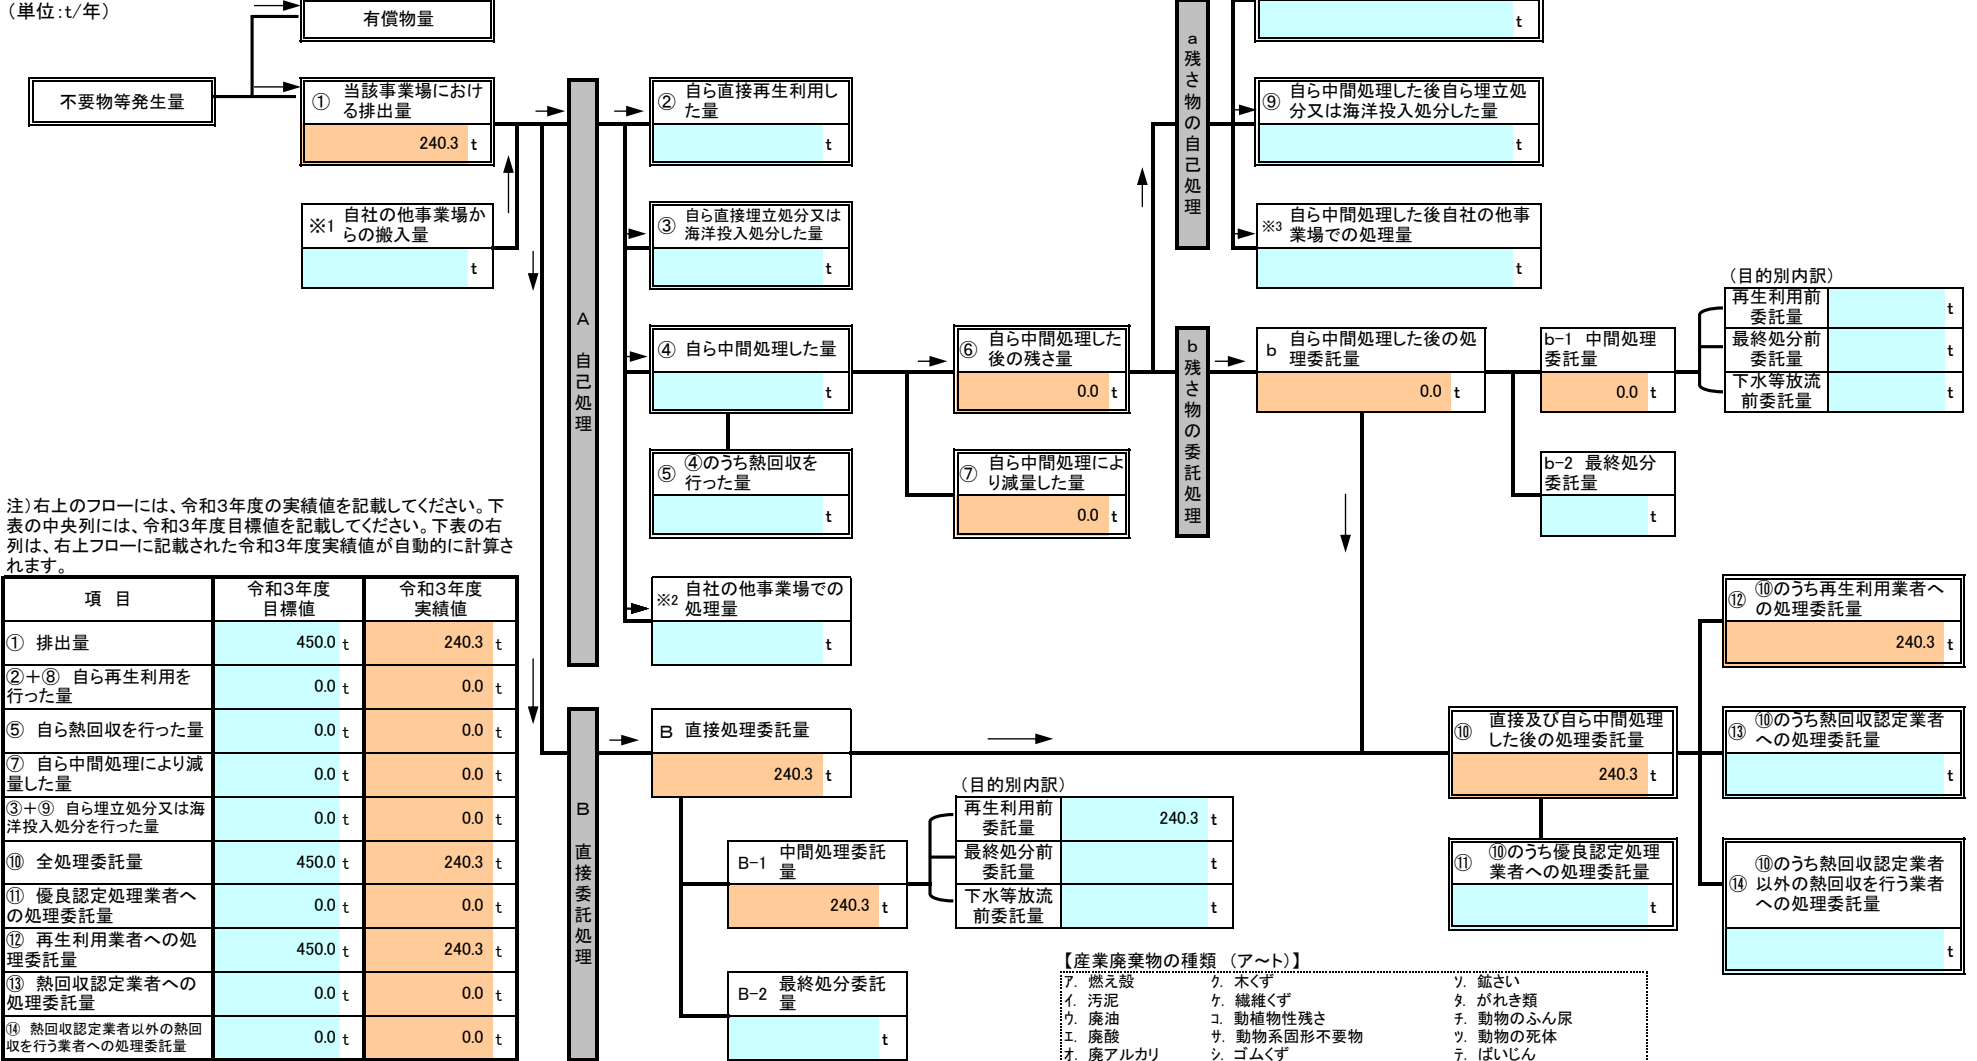 （単位:t/年）
有償物量
不要物等発生量
① 当該事業場におけ
る排出量
240.3 t
※1 自社の他事業場か
らの搬入量
t
A 自己処理
② 自ら直接再生利用し
た量
t
③ 自ら直接埋立処分又は
海洋投入処分した量
t
④ 自ら中間処理した量
t
⑤ ④のうち熱回収を
行った量
t
※2 自社の他事業場での
処理量
t
⑥ 自ら中間処理した
後の残さ量
0.0 t
⑦ 自ら中間処理によ
り減量した量
0.0 t
a 残さ物の自己処理
t
⑨ 自ら中間処理した後自ら埋立処
分又は海洋投入処分した量
t
※3 自ら中間処理した後自社の他事
業場での処理量
t
b 残さ物の委託処理
b 自ら中間処理した後の処
理委託量
0.0 t
b-1 中間処理
委託量
0.0 t
（目的別内訳）
再生利用前
委託量
t
最終処分前
委託量
t
下水等放流
前委託量
t
b-2 最終処分
委託量
t
注）右上のフローには、令和3年度の実績値を記載してください。下
表の中央列には、令和3年度目標値を記載してください。下表の右
列は、右上フローに記載された令和3年度実績値が自動的に計算さ
れます。
項 目 令和3年度
目標値 令和3年度
実績値
① 排出量 450.0 t 240.3 t
②＋⑧ 自ら再生利用を
行った量 0.0 t 0.0 t
⑤ 自ら熱回収を行った量 0.0 t 0.0 t
⑦ 自ら中間処理により減
量した量 0.0 t 0.0 t
③＋⑨ 自ら埋立処分又は海
洋投入処分を行った量 0.0 t 0.0 t
⑩ 全処理委託量 450.0 t 240.3 t
⑪ 優良認定処理業者へ
の処理委託量 0.0 t 0.0 t
⑫ 再生利用業者への処
理委託量 450.0 t 240.3 t
⑬ 熱回収認定業者への
処理委託量 0.0 t 0.0 t
⑭ 熱回収認定業者以外の熱回
収を行う業者への処理委託量 0.0 t 0.0 t
B 直接委託処理
B 直接処理委託量
240.3 t
B-1 中間処理委託
量
240.3 t
B-2 最終処分委託
量
t
（目的別内訳）
再生利用前
委託量
240.3 t
最終処分前
委託量
t
下水等放流
前委託量
t
⑩ 直接及び自ら中間処理
した後の処理委託量
240.3 t
⑪ ⑩のうち優良認定処理
業者への処理委託量
t
⑫ ⑩のうち再生利用業者へ
の処理委託量
240.3 t
⑬ ⑩のうち熱回収認定業者
への処理委託量
t
⑭ ⑩のうち熱回収認定業者
以外の熱回収を行う業者
への処理委託量
t
【産業廃棄物の種類 （ア～ト）】
ｱ. 燃え殻 ｸ. 木くず ｿ. 鉱さい
ｲ. 汚泥 ｹ. 繊維くず ﾀ. がれき類
ｳ. 廃油 ｺ. 動植物性残さ ﾁ. 動物のふん尿
ｴ. 廃酸 ｻ. 動物系固形不要物 ﾂ. 動物の死体
ｵ. 廃アルカリ ｼ. ゴムくず ﾃ. ばいじん